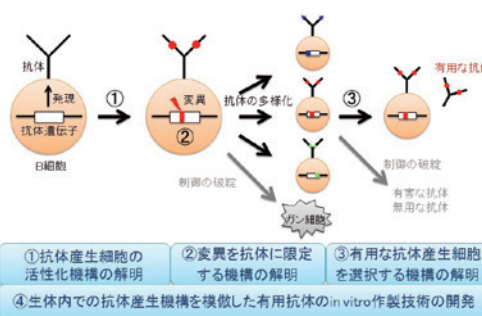 抗体
発現
抗体遺伝子
B細胞
①
変異
②
抗体の多様化
③
有用な抗体
制御の破綻
ガン細胞
制御の破綻
有害な抗体
無用な抗体
①抗体産生細胞の
活性化機構の解明
②変異を抗体に限定
する機構の解明
③有用な抗体産生細胞
を選択する機構の解明
④生体内での抗体産生機構を模倣した有用抗体のin vitro作製技術の開発